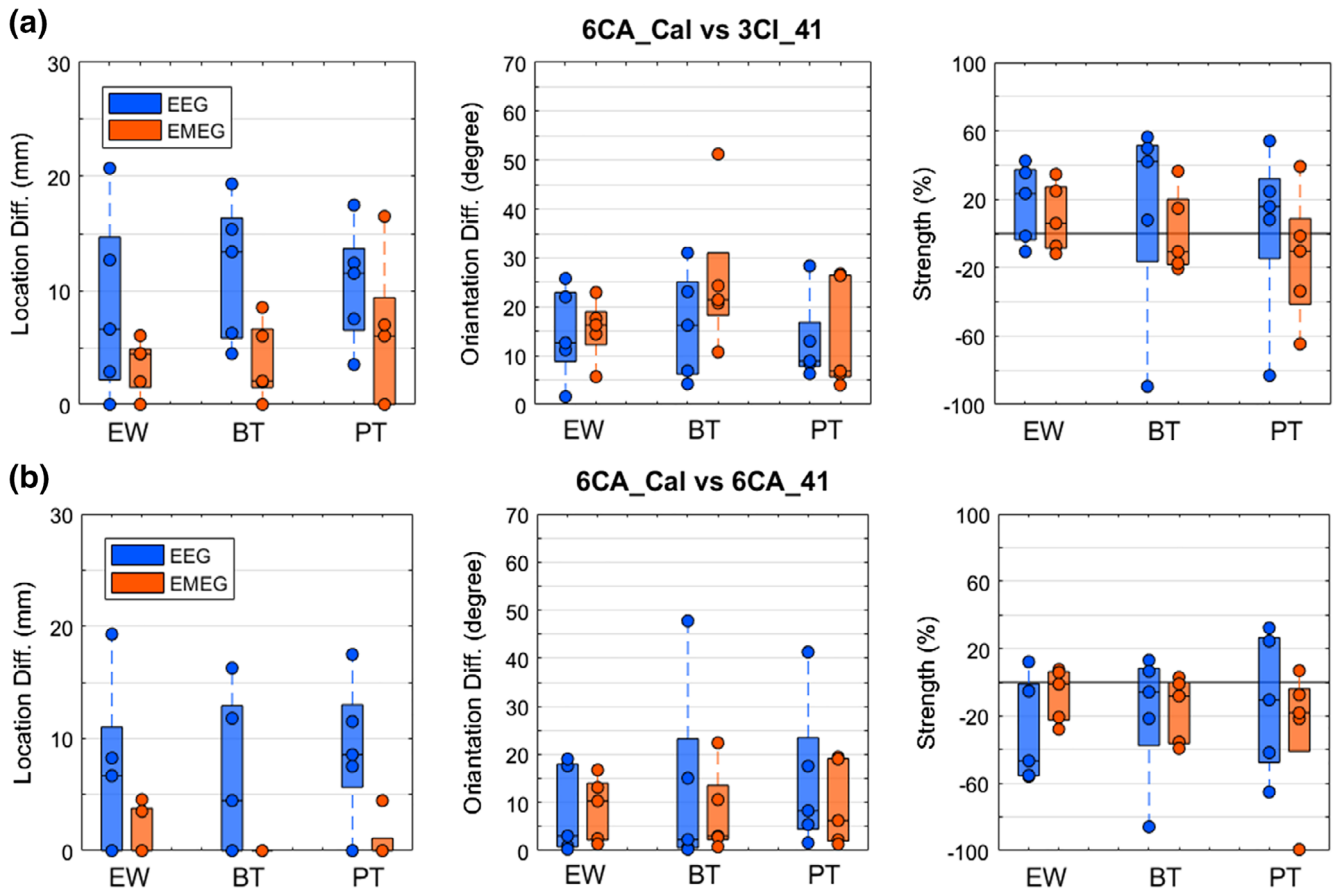 (a)
6CA_Cal vs 3CI_41
30
20
10
0
Location Diff. (mm)
EEG
EMEG
EW BT PT
70
60
50
40
30
20
10
0
Oriantation Diff. (degree)
EW BT PT
100
60
20
-20
-60
-100
Strength (%)
EW BT PT
(b)
6CA_Cal vs 6CA_41
30
20
10
0
Location Diff. (mm)
EEG
EMEG
EW BT PT
70
60
50
40
30
20
10
0
Oriantation Diff. (degree)
EW BT PT
100
60
20
-20
-60
-100
Strength (%)
EW BT PT